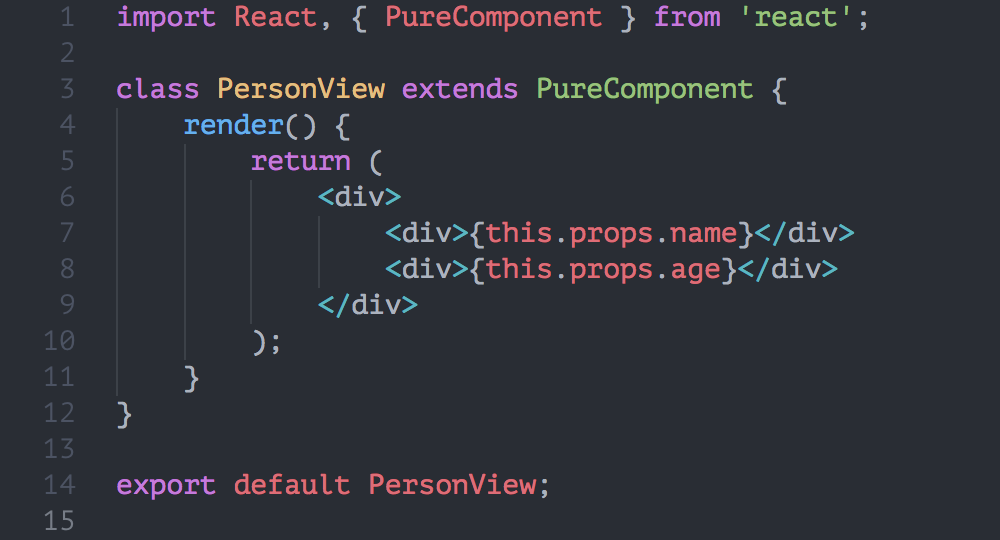 1 import React, { PureComponent } from 'react';
2
3 class PersonView extends PureComponent {
4     render() {
5         return (
6             <div>
7                 <div>{this.props.name}</div>
8                 <div>{this.props.age}</div>
9             </div>
10         );
11     }
12 }
13
14 export default PersonView;
15